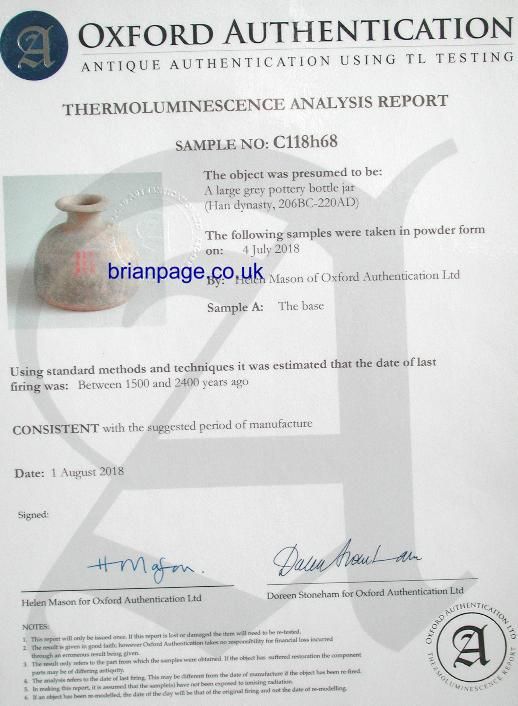 A
OXFORD AUTHENTICATION
ANTIQUE AUTHENTICATION USING TL TESTING
THERMOLUMINESCENCE ANALYSIS REPORT
SAMPLE NO: C118h68
The object was presumed to be:
A large grey pottery bottle jar
(Han dynasty, 206BC-220AD)
The following samples were taken in powder form
on: 4 July 2018
brianpage.co.uk
By: Helen Mason of Oxford Authentication Ltd
Sample A: The base
Using standard methods and techniques it was estimated that the date of last
firing was: Between 1500 and 2400 years ago
CONSISTENT with the suggested period of manufacture
Date: 1 August 2018
Signed:
H Mason.
Helen Mason for Oxford Authentication Ltd
Doreen Stoneham for Oxford Authentication Ltd
NOTES:
1. This report will only be issued once. If this report is lost or damaged the item will need to be re-tested.
2. The result is given in good faith; however Oxford Authentication takes no responsibility for financial loss incurred
through an erroneous result being given.
3. The result only refers to the part from which the samples were obtained. If the object has suffered restoration the component
parts may be of differing antiquity.
4. The analysis refers to the date of last firing. This may be different from the date of manufacture if the object has been re-fired.
5. In making this report, it is assumed that the sample(s) have not been exposed to ionising radiation.
6. If an object has been re-modelled, the date of the clay will be that of the original firing and not the date of re-modelling.
OXFORD AUTHENTICATION LTD
A
THERMOLUMINESCENCE REPORT